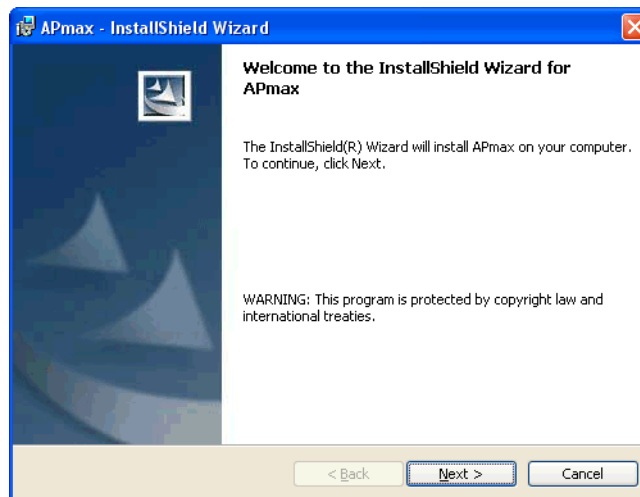 APmax - InstallShield Wizard
Welcome to the InstallShield Wizard for
APmax
The InstallShield(R) Wizard will install APmax on your computer.
To continue, click Next.
WARNING: This program is protected by copyright law and
international treaties.
< Back
Next >
Cancel